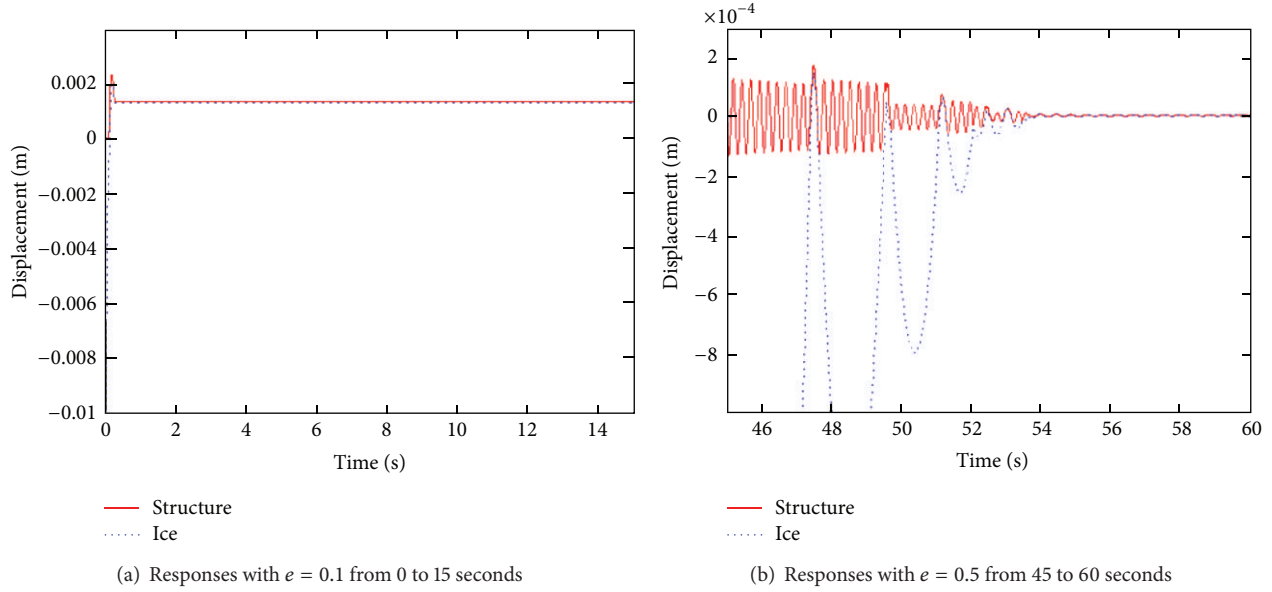 0.002
0
−0.002
−0.004
−0.006
−0.008
−0.01
Displacement (m)
0 2 4 6 8 10 12 14
Time (s)
Structure
Ice
(a) Responses with e = 0.1 from 0 to 15 seconds
×10−4
2
0
−2
−4
−6
−8
Displacement (m)
46 48 50 52 54 56 58 60
Time (s)
Structure
Ice
(b) Responses with e = 0.5 from 45 to 60 seconds